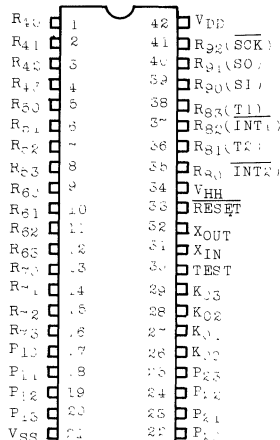 R40 1 42 VDD
R41 2 41 R92(SCK)
R42 3 40 R91(SO)
R43 4 39 R90(SI)
R50 5 38 R83(T1)
R51 6 37 R82(INT1)
R52 7 36 R81(T2)
R53 8 35 R80 INT2
R60 9 34 VHH
R61 10 33 RESET
R62 11 32 XOUT
R63 12 31 XIN
R70 13 30 TEST
R71 14 29 K03
R72 15 28 K02
R73 16 27 K01
P10 17 26 K00
P11 18 25 P23
P12 19 24 P22
P13 20 23 P21
VSS 21 22